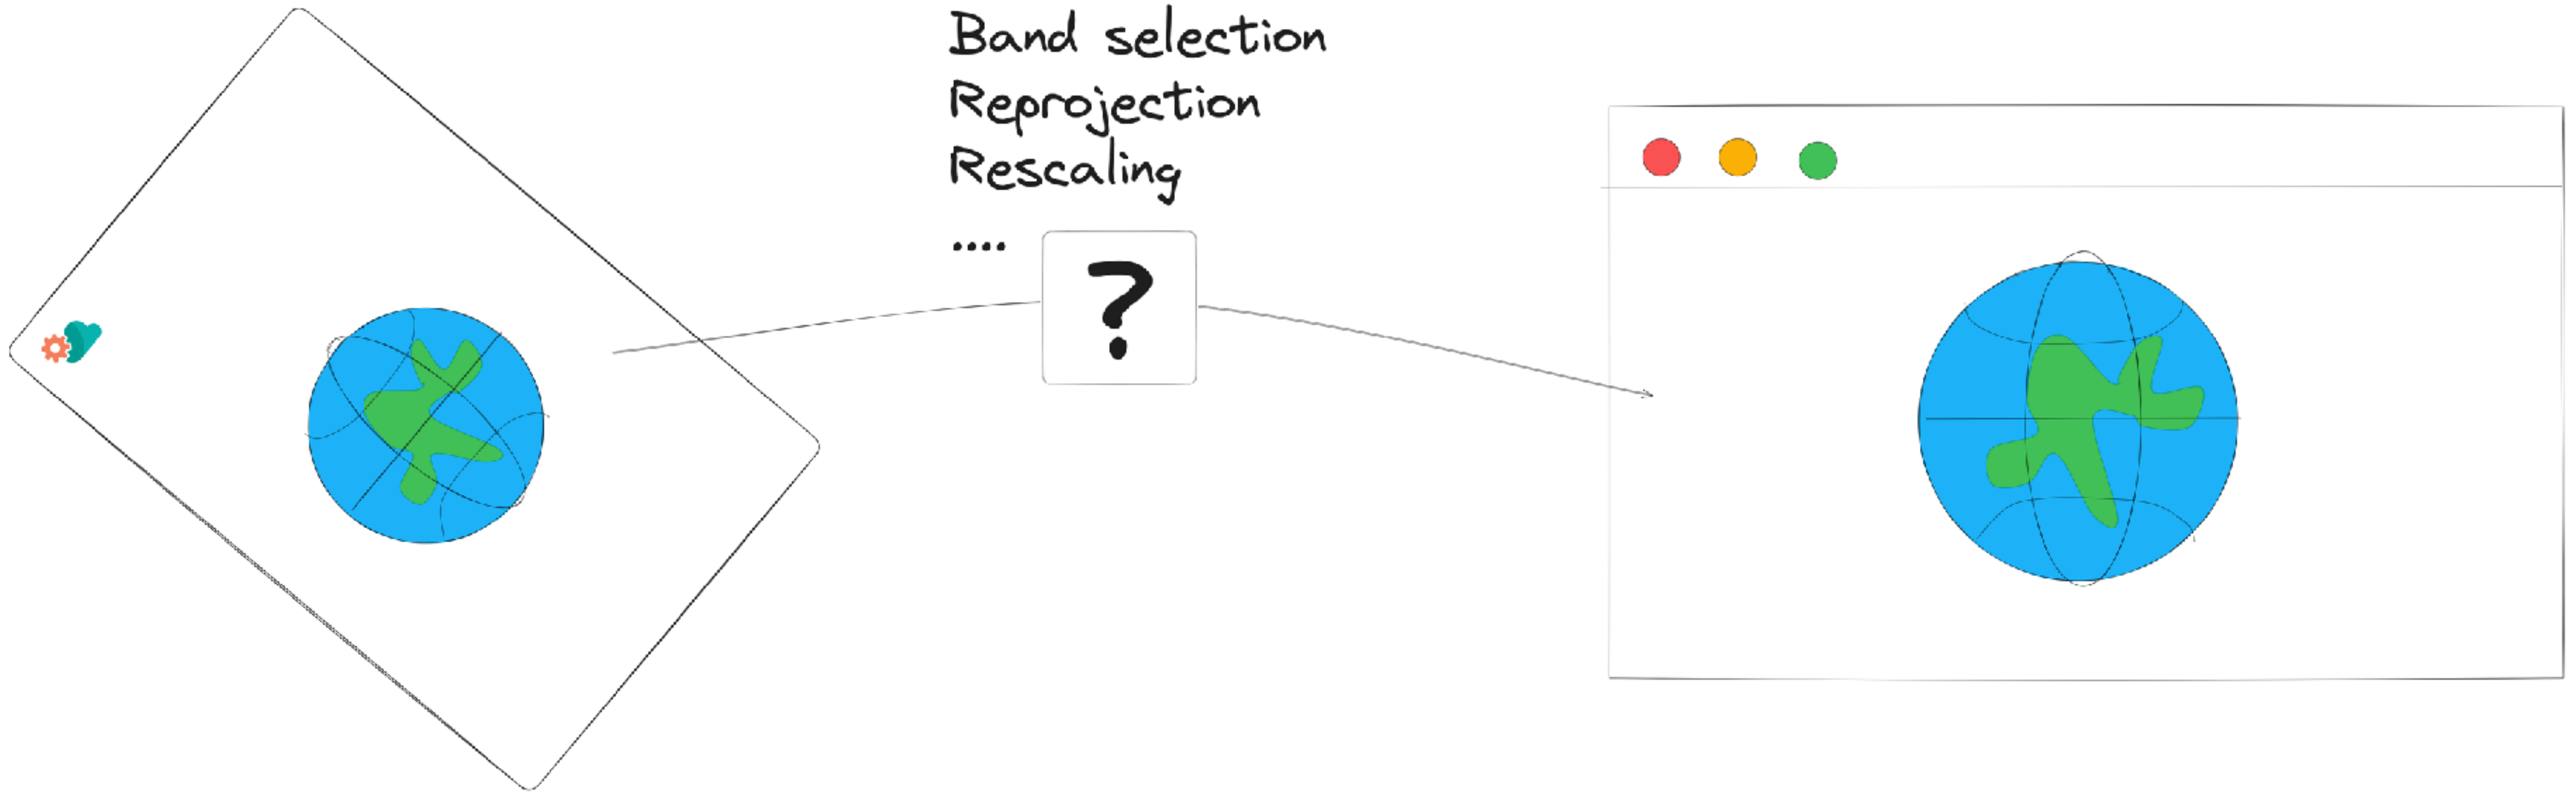 Band selection
Reprojection
Rescaling
....
?